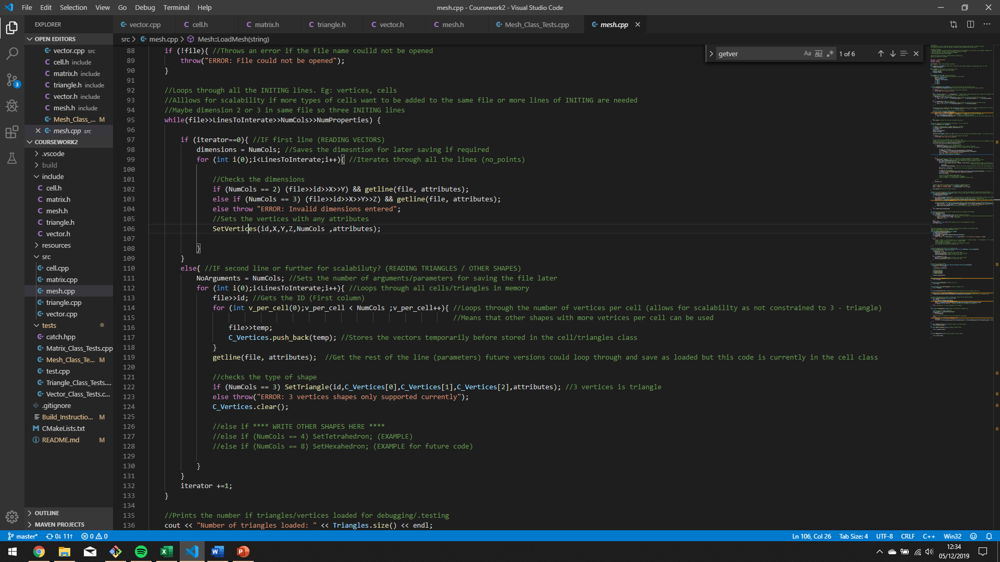 File Edit Selection View Go Debug Terminal Help
mesh.cpp - Coursework2 - Visual Studio Code
EXPLORER
OPEN EDITORS
vector.cpp src
cell.h include
matrix.h include
triangle.h include
vector.h include
mesh.h include
Mesh_Class_... M
mesh.cpp src
COURSEWORK2
.vscode
build
include
cell.h
matrix.h
mesh.h
triangle.h
vector.h
resources
src
cell.cpp
matrix.cpp
mesh.cpp
triangle.cpp
vector.cpp
tests
catch.hpp
Matrix_Class_Tests.cpp
Mesh_Class_Te... M
test.cpp
Triangle_Class_Tests....
Vector_Class_Tests.c...
.gitignore
Build_Instructio... M
CMakeLists.txt
README.md M
OUTLINE
MAVEN PROJECTS
3
vector.cpp cell.h matrix.h triangle.h vector.h mesh.h Mesh_Class_Tests.cpp mesh.cpp
src > mesh.cpp > Mesh::LoadMesh(string)
getver Aa Abl .* 1 of 6
88 if (!file){ //Throws an error if the file name couild not be opened
89 throw("ERROR: File could not be opened");
90 }
91
92 //Loops through all the INITING lines. Eg: vertices, cells
93 //Alllows for scalability if more types of cells want to be added to the same file or more lines of INITING are needed
94 //Maybe dimension 2 or 3 in same file so three INITING lines
95 while(file>>LinesToInterate>>NumCols>>NumProperties) {
96
97 if (iterator==0){ //IF first line (READING VECTORS)
98 dimensions = NumCols; //Saves the dimestion for later saving if required
99 for (int i(0);i<LinesToInterate;i++){ //Iterates through all the lines (no_points)
100
101 //Checks the dimensions
102 if (NumCols == 2) (file>>id>>X>>Y) && getline(file, attributes);
103 else if (NumCols == 3) (file>>id>>X>>Y>>Z) && getline(file, attributes);
104 else throw "ERROR: Invalid dimensions entered";
105 //Sets the vertices with any attributes
106 SetVertices(id,X,Y,Z,NumCols ,attributes);
107
108 }
109 }
110 else{ //IF second line or further for scalabiluty? (READING TRIANGLES / OTHER SHAPES)
111 NoArguments = NumCols; //Sets the number of arguments/parameters for saving the file later
112 for (int i(0);i<LinesToInterate;i++){ //Loops through all cells/triangles in memory
113 file>>id; //Gets the ID (First column)
114 for (int v_per_cell(0);v_per_cell < NumCols ;v_per_cell++){ //Loops through the number of vertices per cell (allows for scalability as not constrained to 3 - triangle)
115 //Means that other shapes with more vetrices per cell can be used
116 file>>temp;
117 C_Vertices.push_back(temp); //Stores the vectors temporarily before stored in the cell/triangles class
118 }
119 getline(file, attributes); //Get the rest of the line (parameters) future versions could loop through and save as loaded but this code is currently in the cell class
120
121 //checks the type of shape
122 if (NumCols == 3) SetTriangle(id,C_Vertices[0],C_Vertices[1],C_Vertices[2],attributes); //3 vertices is triangle
123 else throw("ERROR: 3 vertices shapes only supported currently");
124 C_Vertices.clear();
125
126 //else if **** WRITE OTHER SHAPES HERE ****
127 //else if (NumCols == 4) SetTetrahedron; (EXAMPLE)
128 //else if (NumCols == 8) SetHexahedron; (EXAMPLE for future code)
129
130 }
131 }
132 iterator +=1;
133 }
134
135 //Prints the number if triangles/vertices loaded for debugging/.testing
136 cout << "Number of triangles loaded: " << Triangles.size() << endl;
master* 0↓ 11↑ 0 0
Ln 106, Col 26 Tab Size: 4 UTF-8 CRLF C++ Win32
12:34
05/12/2019